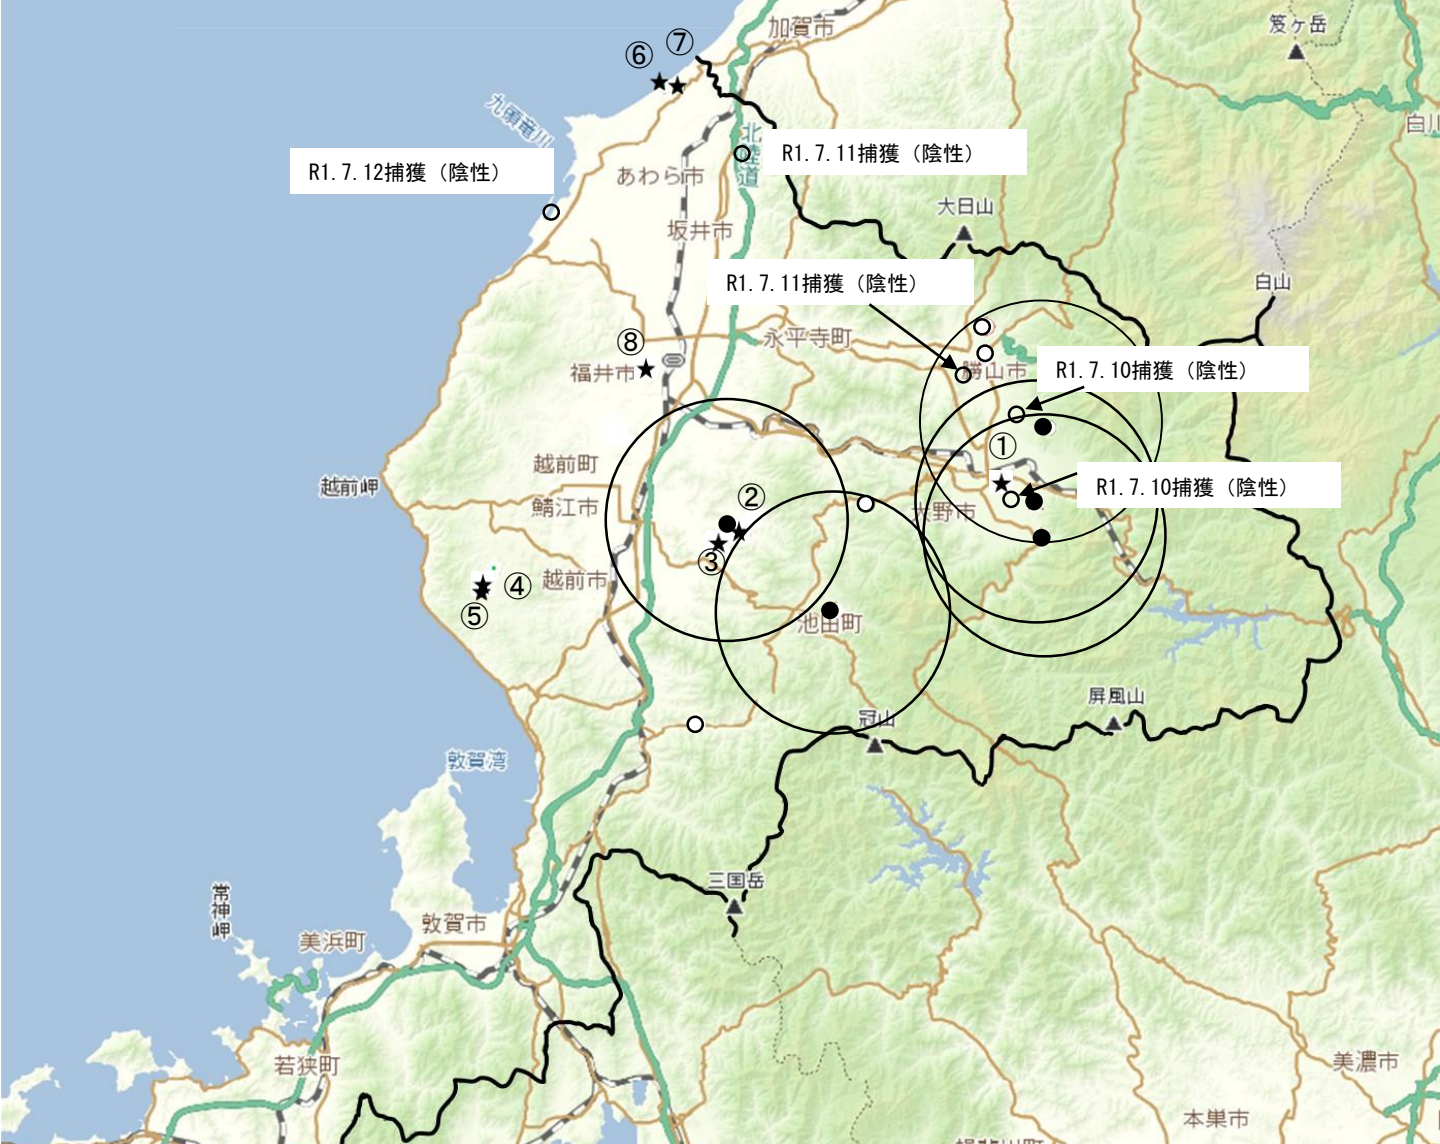 加賀市
笈ヶ岳
⑥
⑦
九頭竜川
白川
北陸道
R1.7.11捕獲（陰性）
R1.7.12捕獲（陰性）
あわら市
大日山
坂井市
R1.7.11捕獲（陰性）
白山
永平寺町
⑧
福井市
勝山市
R1.7.10捕獲（陰性）
①
越前町
越前岬
R1.7.10捕獲（陰性）
②
鯖江市
大野市
③
越前市
④
⑤
池田町
屏風山
冠山
敦賀湾
三国岳
常神岬
敦賀市
美浜町
若狭町
美濃市
本巣市